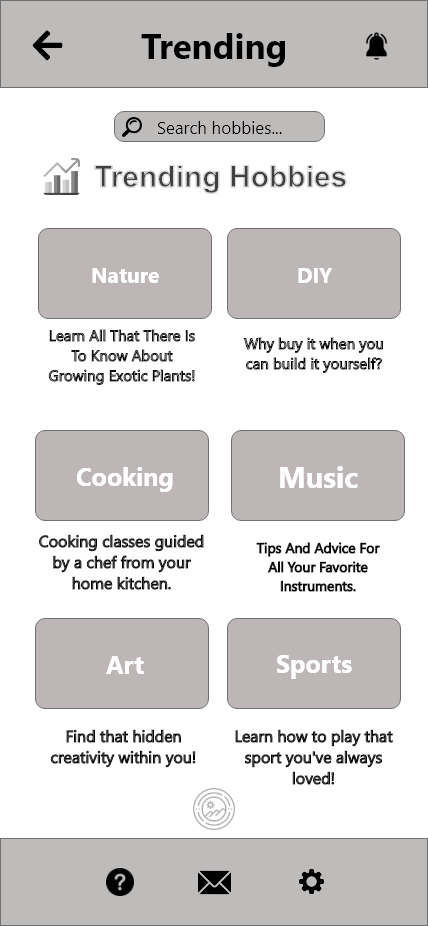 Trending
Search hobbies...
Trending Hobbies
Nature
DIY
Learn All That There Is
To Know About
Growing Exotic Plants!
Why buy it when you
can build it yourself?
Cooking
Music
Cooking classes guided
by a chef from your
home kitchen.
Tips And Advice For
All Your Favorite
Instruments.
Art
Sports
Find that hidden
creativity within you!
Learn how to play that
sport you've always
loved!
?